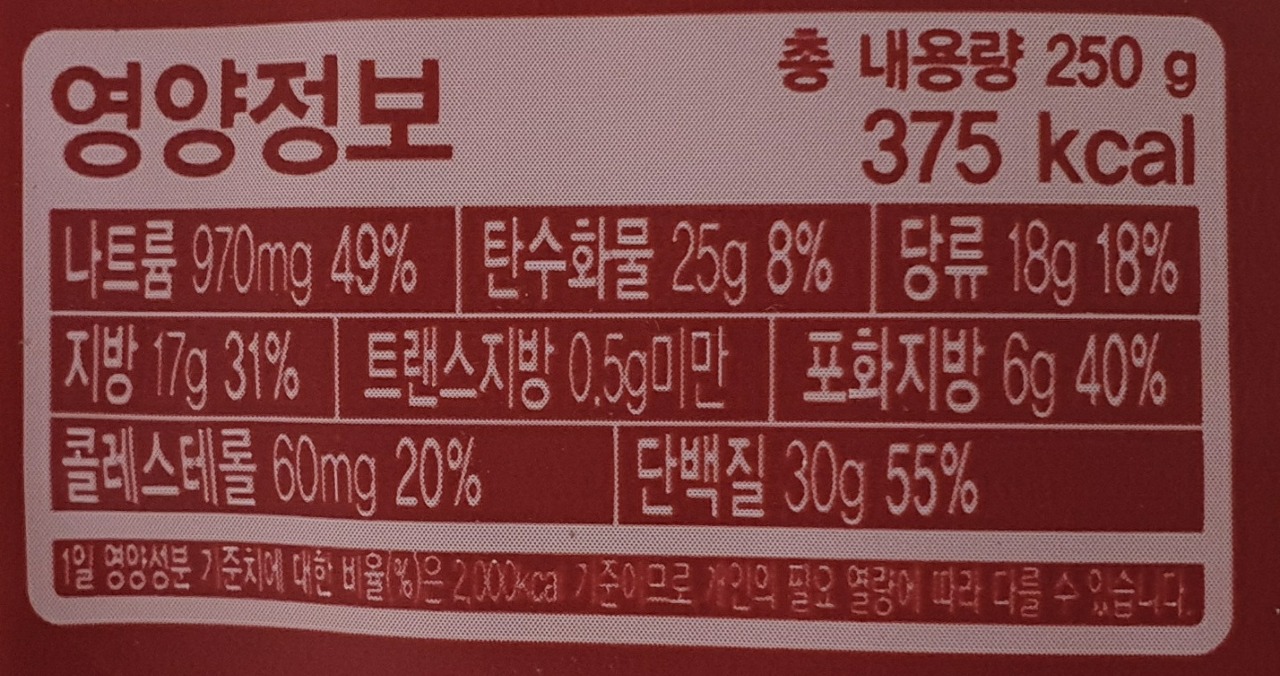 영양정보
총 내용량 250 g
375 kcal
나트륨 970mg 49% 탄수화물 25g 8% 당류 18g 18%
지방 17g 31% 트랜스지방 0.5g미만 포화지방 6g 40%
콜레스테롤 60mg 20% 단백질 30g 55%
1일 영양성분 기준치에 대한 비율(%)은 2,000kcal 기준이므로 개인의 필요 열량에 따라 다를 수 있습니다.